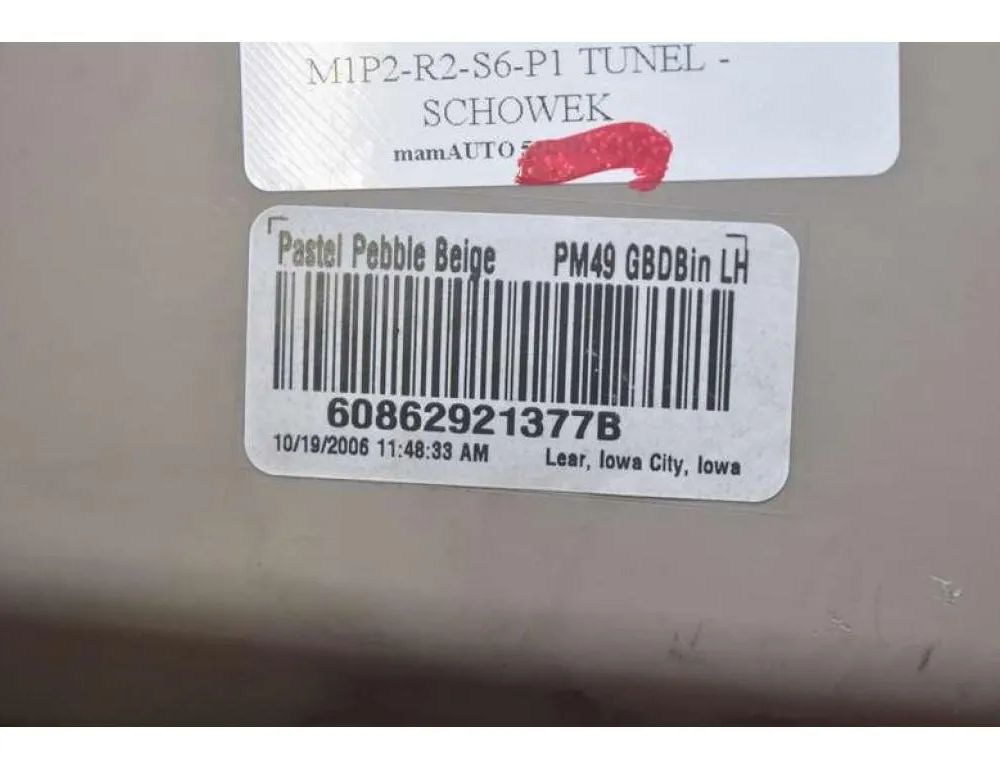 M1P2-R2-S6-P1 TUNEL -
SCHOWEK
mamAUTO
Pastel Pebble Beige PM49 GBDBin LH
60862921377B
10/19/2006 11:48:33 AM Lear, Iowa City, Iowa